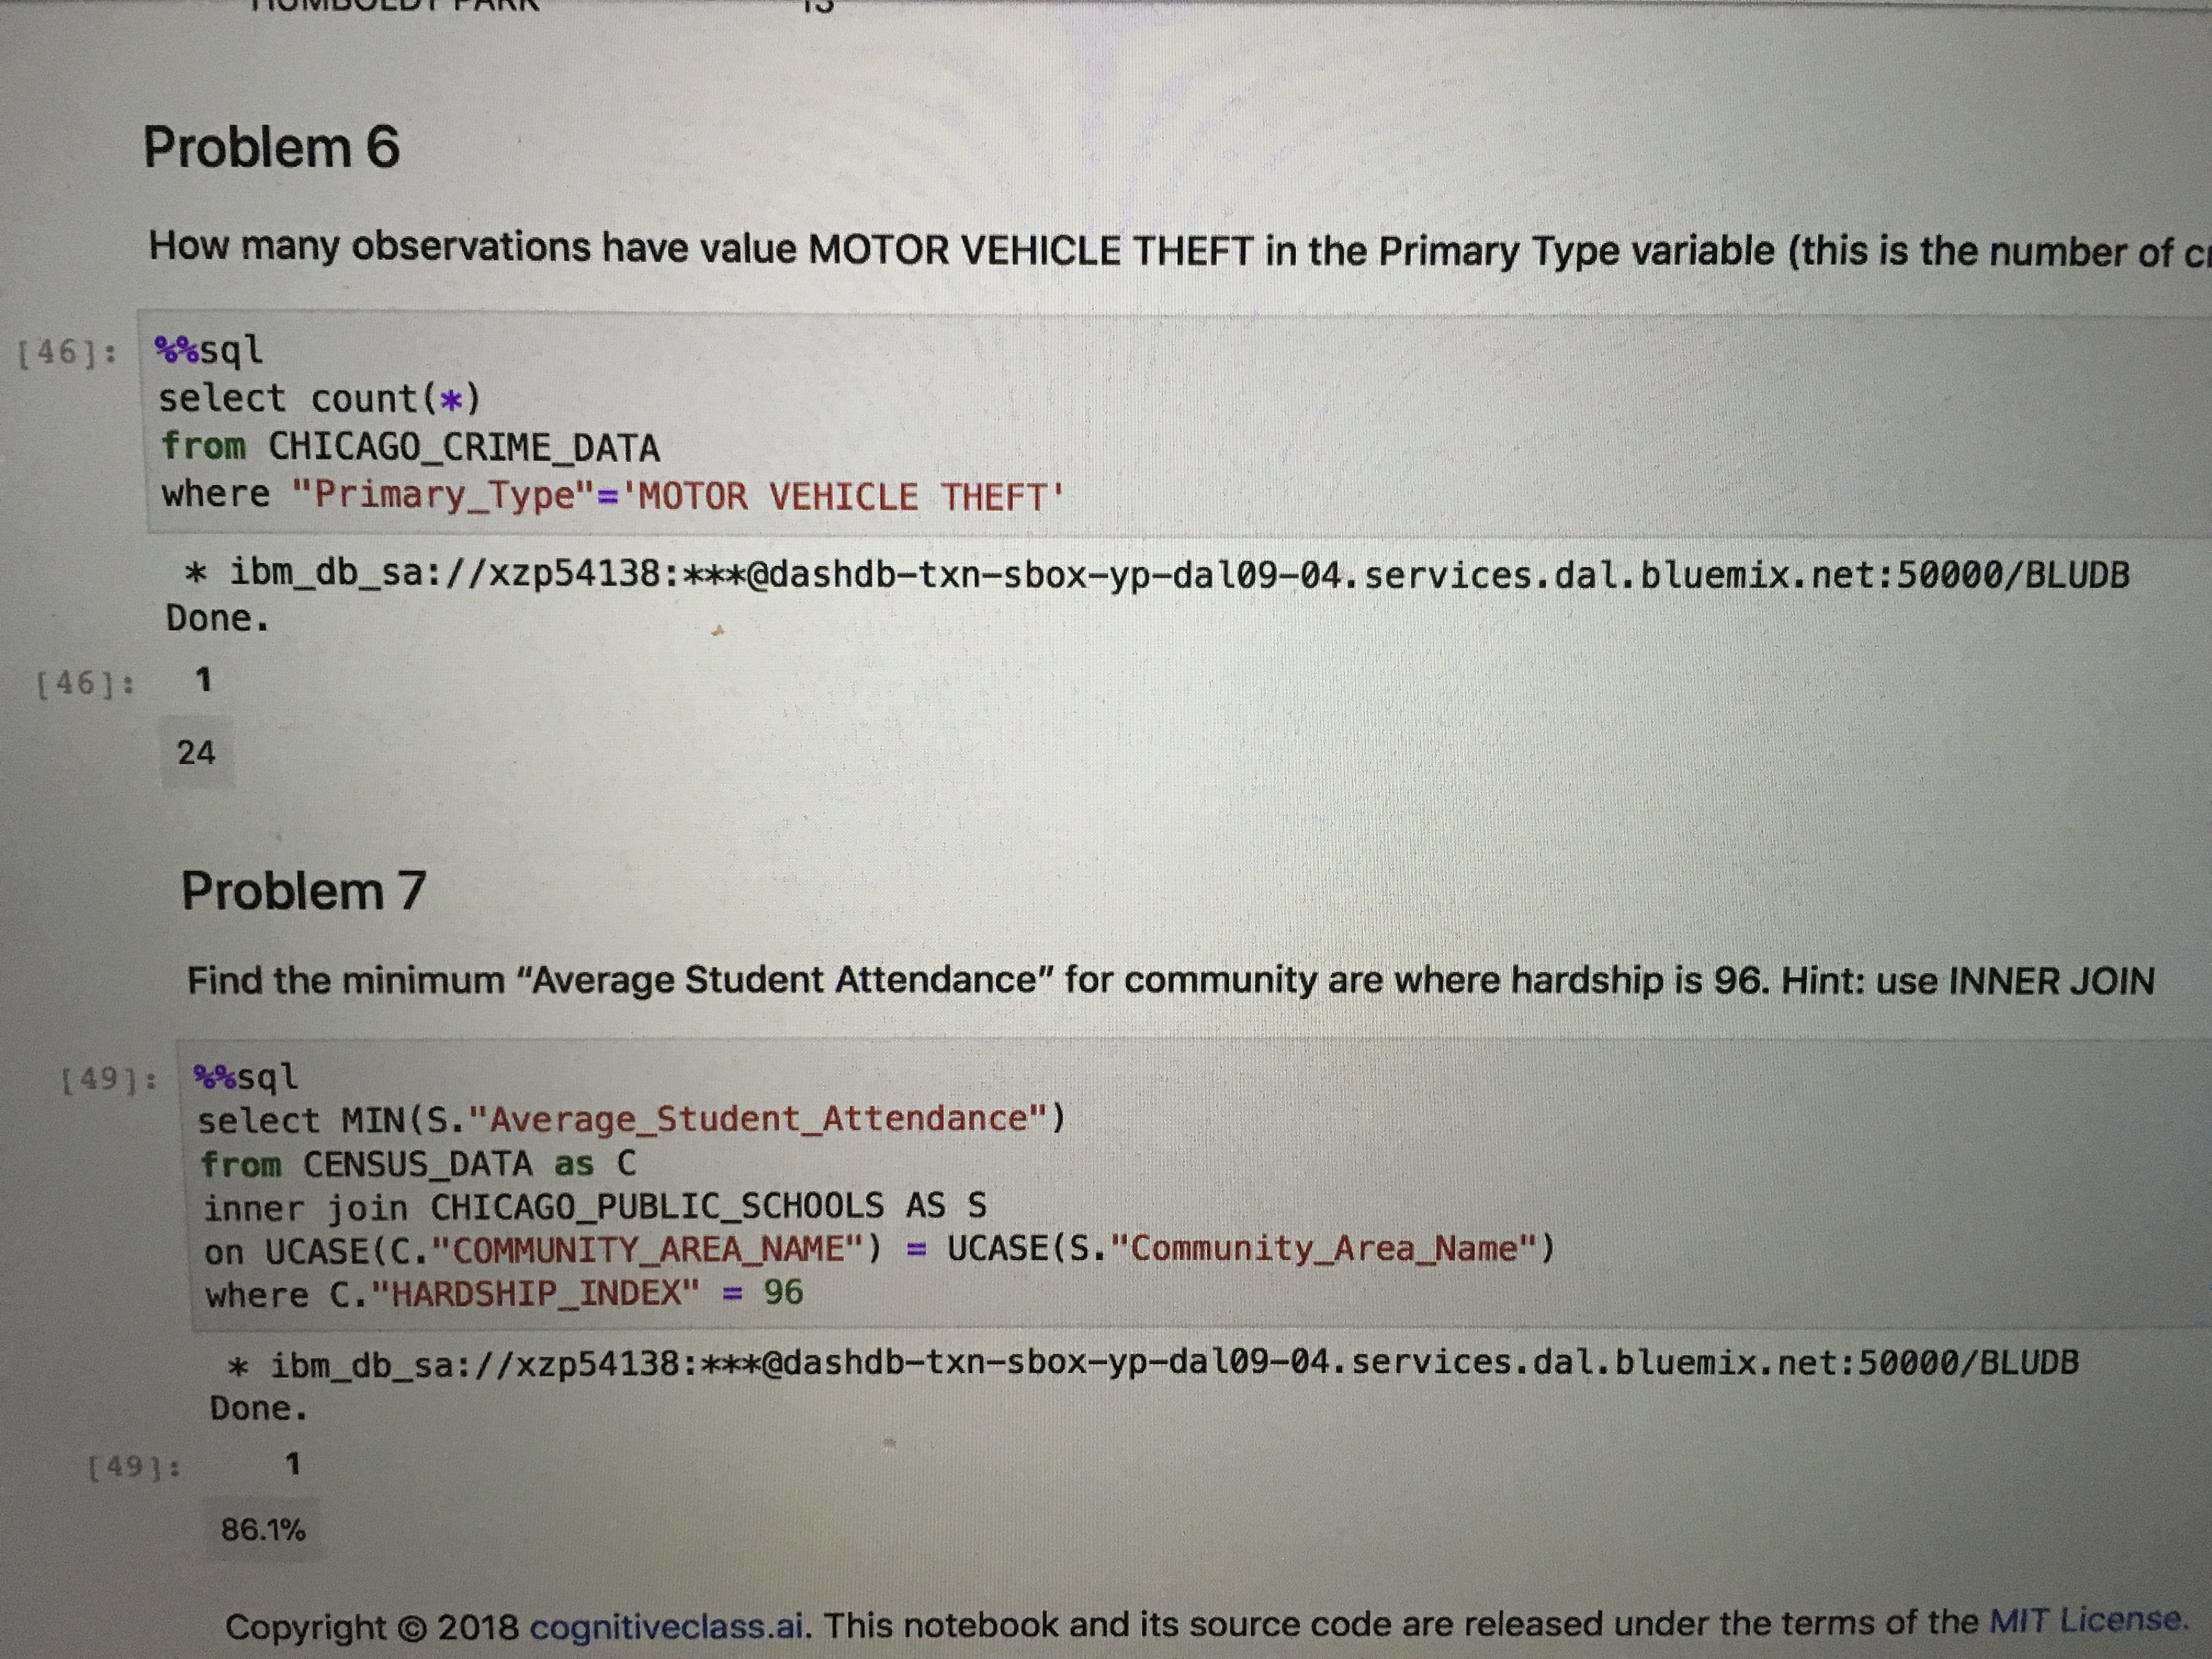 HUMBOLDT PARK 13
Problem 6
How many observations have value MOTOR VEHICLE THEFT in the Primary Type variable (this is the number of
[46]: %%sql
select count(*)
from CHICAGO_CRIME_DATA
where "Primary_Type"='MOTOR VEHICLE THEFT'
* ibm_db_sa://xzp54138:***@dashdb-txn-sbox-yp-dal09-04.services.dal.bluemix.net:50000/BLUDB
Done.
[46]: 1
24
Problem 7
Find the minimum “Average Student Attendance” for community are where hardship is 96. Hint: use INNER JOIN
[49]: %%sql
select MIN(S."Average_Student_Attendance")
from CENSUS_DATA as C
inner join CHICAGO_PUBLIC_SCHOOLS AS S
on UCASE(C."COMMUNITY_AREA_NAME") = UCASE(S."Community_Area_Name")
where C."HARDSHIP_INDEX" = 96
* ibm_db_sa://xzp54138:***@dashdb-txn-sbox-yp-dal09-04.services.dal.bluemix.net:50000/BLUDB
Done.
[49]: 1
86.1%
Copyright © 2018 cognitiveclass.ai. This notebook and its source code are released under the terms of the MIT License.